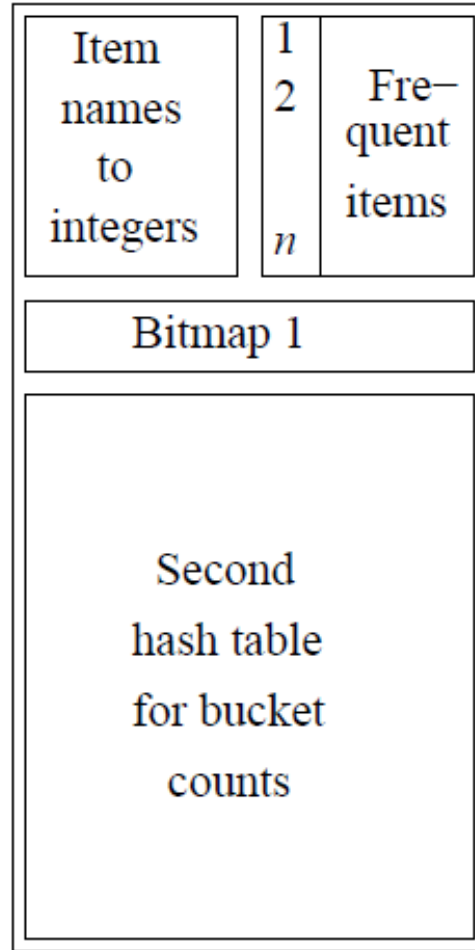 Item
names
to
integers
1
2
n
Fre−
quent
items
Bitmap 1
Second
hash table
for bucket
counts